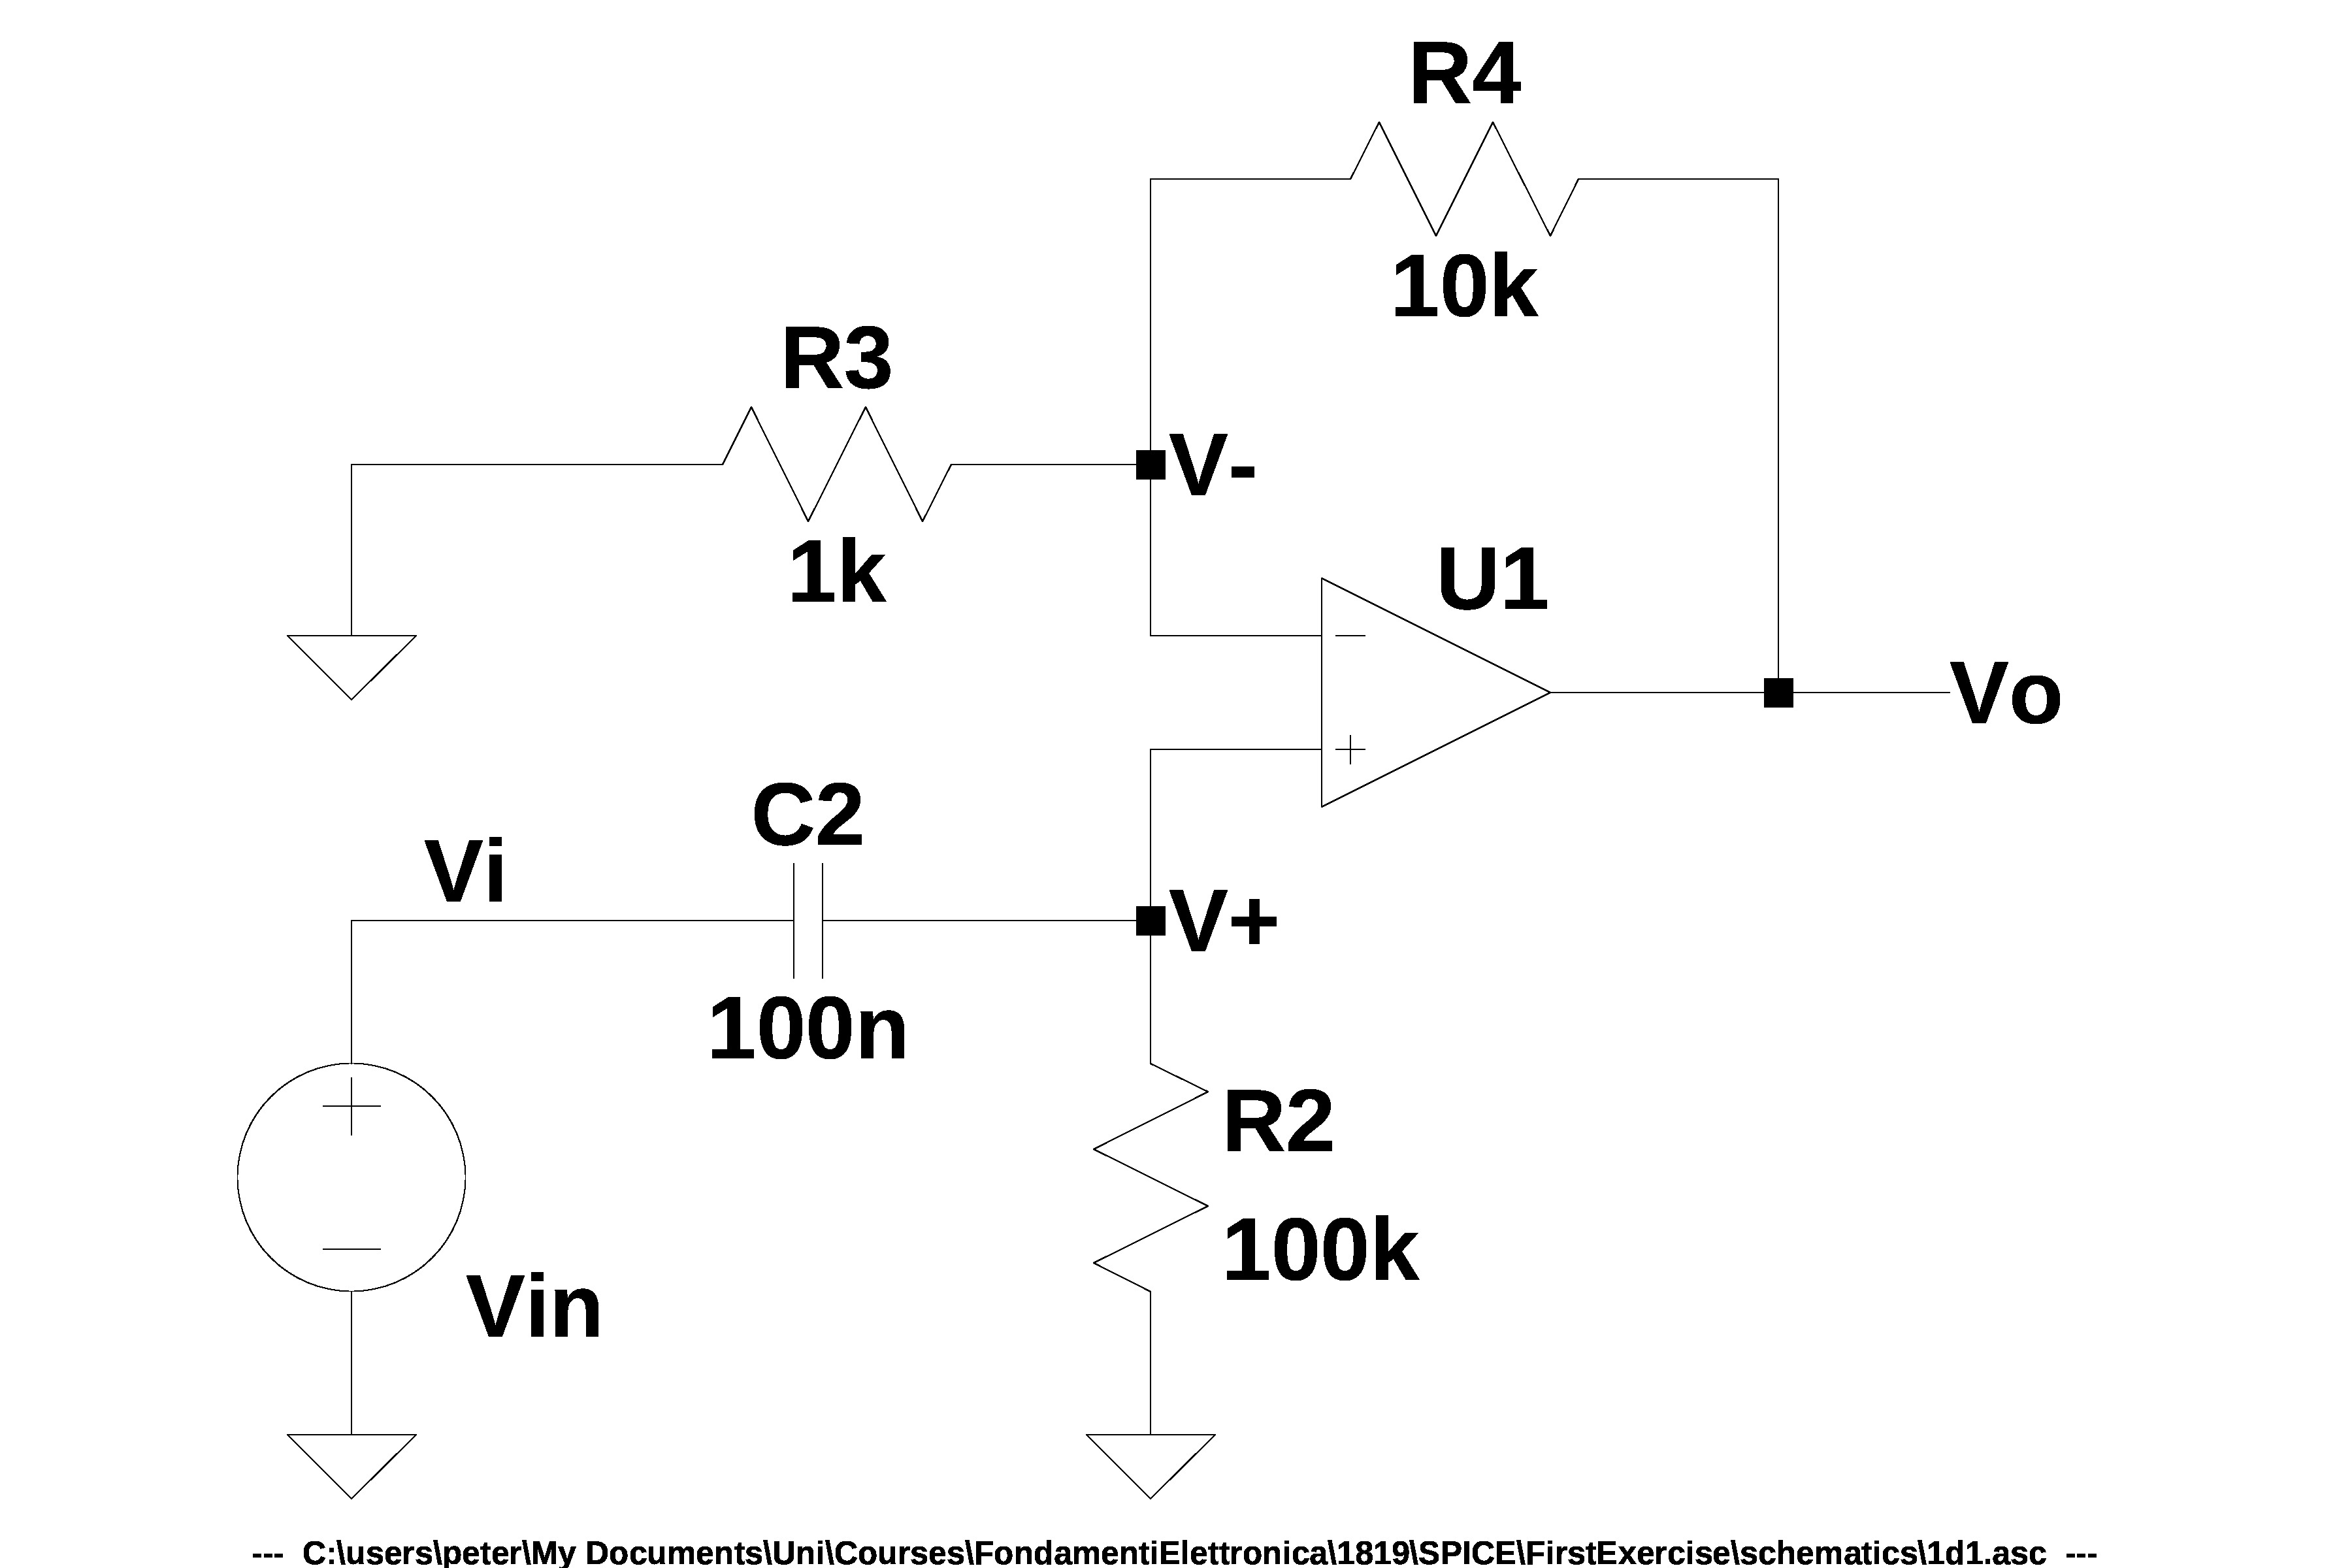 R4
10k
R3
V-
1k
U1
Vo
C2
Vi
V+
100n
R2
100k
Vin
--- C:\users\peter\My Documents\Uni\Courses\FondamentiElettronica\1819\SPICE\FirstExercise\schematics\1d1.asc ---